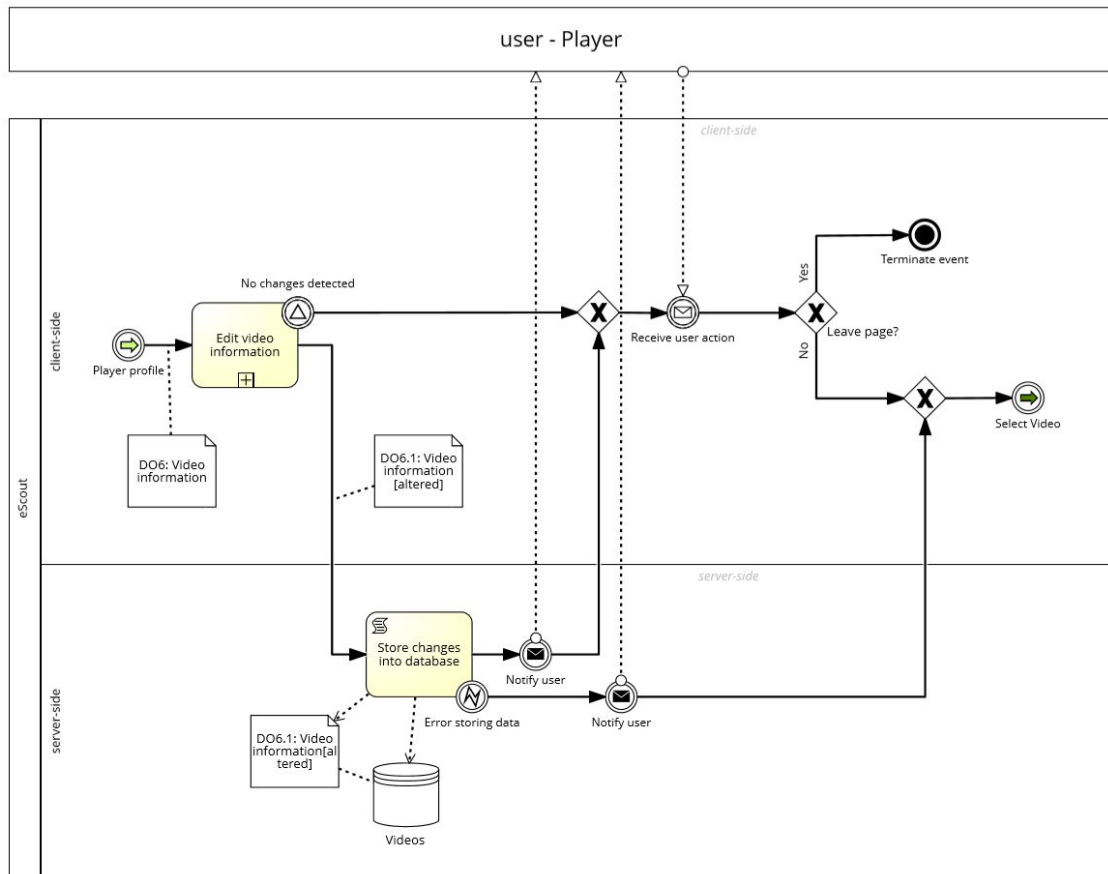 user - Player
client-side
eScout
client-side
No changes detected
Edit video
information
Player profile
DO6: Video
information
DO6.1: Video
information
[altered]
Receive user action
Yes
No
Leave page?
Terminate event
Select Video
server-side
server-side
Store changes
into database
Notify user
Error storing data
Notify user
DO6.1: Video
information[al
tered]
Videos